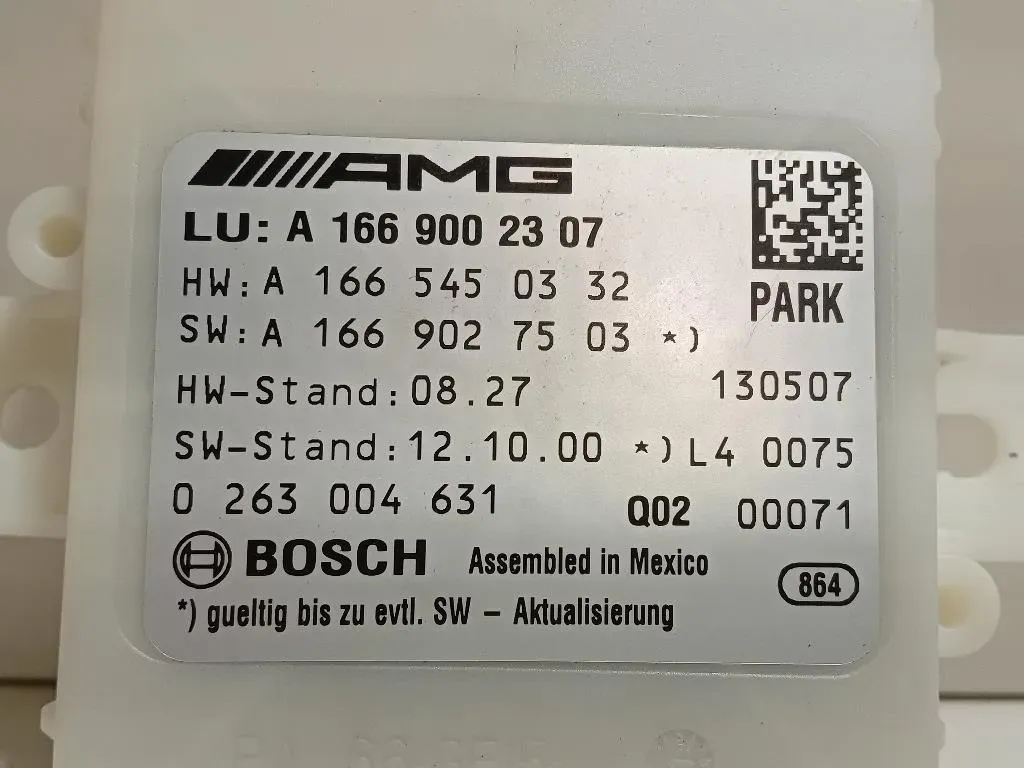 AMG
LU: A 166 900 23 07
HW: A 166 545 03 32
PARK
SW: A 166 902 75 03 *)
HW-Stand: 08.27 130507
SW-Stand: 12.10.00 *) L4 0075
0 263 004 631 Q02 00071
BOSCH Assembled in Mexico
864
*) gueltig bis zu evtl. SW - Aktualisierung